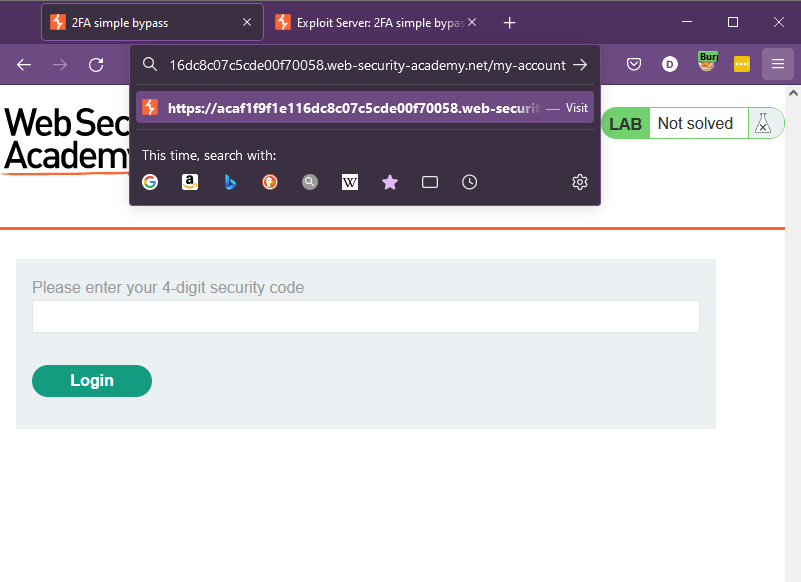 2FA simple bypass
Exploit Server: 2FA simple bypas
16dc8c07c5cde00f70058.web-security-academy.net/my-account
Burp
https://acaf1f9f1e116dc8c07c5cde00f70058.web-securit — Visit
Web Sec
Academy
LAB Not solved
This time, search with:
Please enter your 4-digit security code
Login